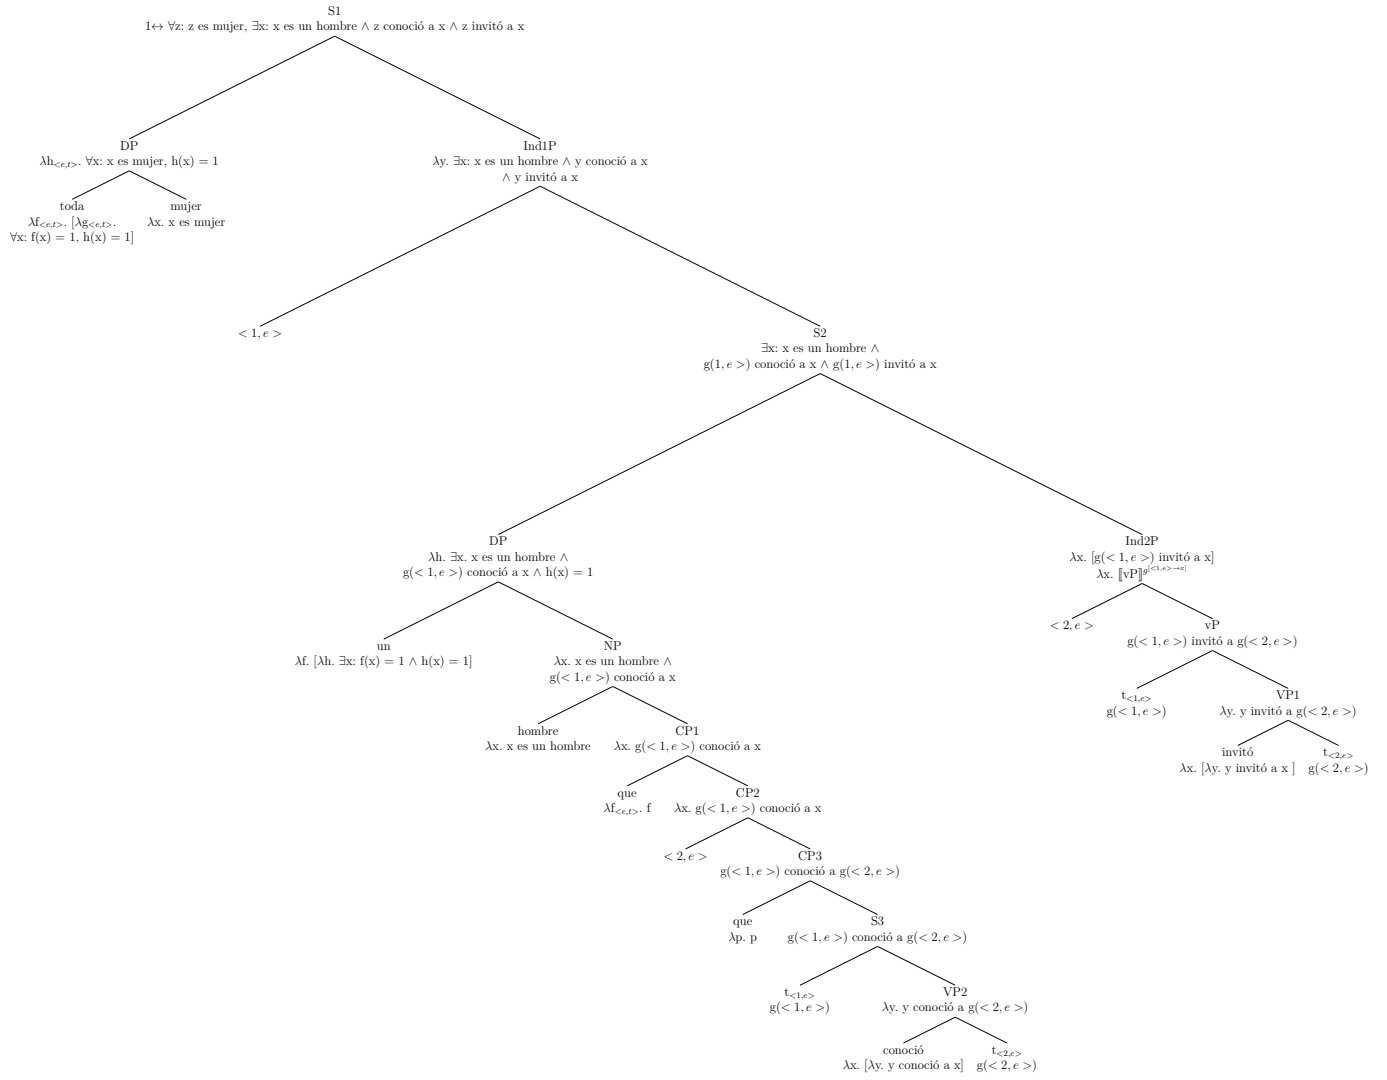 S1
1↔ ∀z: z es mujer, ∃x: x es un hombre ∧ z conoció a x ∧ z invitó a x
DP
λh<e,t>. ∀x: x es mujer, h(x) = 1
Ind1P
λy. ∃x: x es un hombre ∧ y conoció a x
∧ y invitó a x
toda
λf<e,t>. [λg<e,t>.
∀x: f(x) = 1, h(x) = 1]
mujer
λx. x es mujer
< 1, e >
S2
∃x: x es un hombre ∧
g(1, e >) conoció a x ∧ g(1, e >) invitó a x
DP
λh. ∃x. x es un hombre ∧
g(< 1, e >) conoció a x ∧ h(x) = 1
Ind2P
λx. [g(< 1, e >) invitó a x]
λx. ⟦vP⟧g[<1,e>→x]
un
λf. [λh. ∃x: f(x) = 1 ∧ h(x) = 1]
NP
λx. x es un hombre ∧
g(< 1, e >) conoció a x
< 2, e >
vP
g(< 1, e >) invitó a g(< 2, e >)
t<1,e>
g(< 1, e >)
VP1
λy. y invitó a g(< 2, e >)
hombre
λx. x es un hombre
CP1
λx. g(< 1, e >) conoció a x
invitó
λx. [λy. y invitó a x ]
t<2,e>
g(< 2, e >)
que
λf<e,t>. f
CP2
λx. g(< 1, e >) conoció a x
< 2, e >
CP3
g(< 1, e >) conoció a g(< 2, e >)
que
λp. p
S3
g(< 1, e >) conoció a g(< 2, e >)
t<1,e>
g(< 1, e >)
VP2
λy. y conoció a g(< 2, e >)
conoció
λx. [λy. y conoció a x]
t<2,e>
g(< 2, e >)